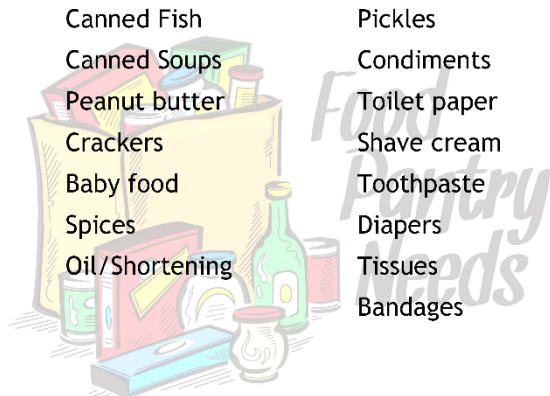 Canned Fish
Canned Soups
Peanut butter
Crackers
Baby food
Spices
Oil/Shortening
Pickles
Condiments
Toilet paper
Shave cream
Toothpaste
Diapers
Tissues
Bandages
Food
Pantry
Needs